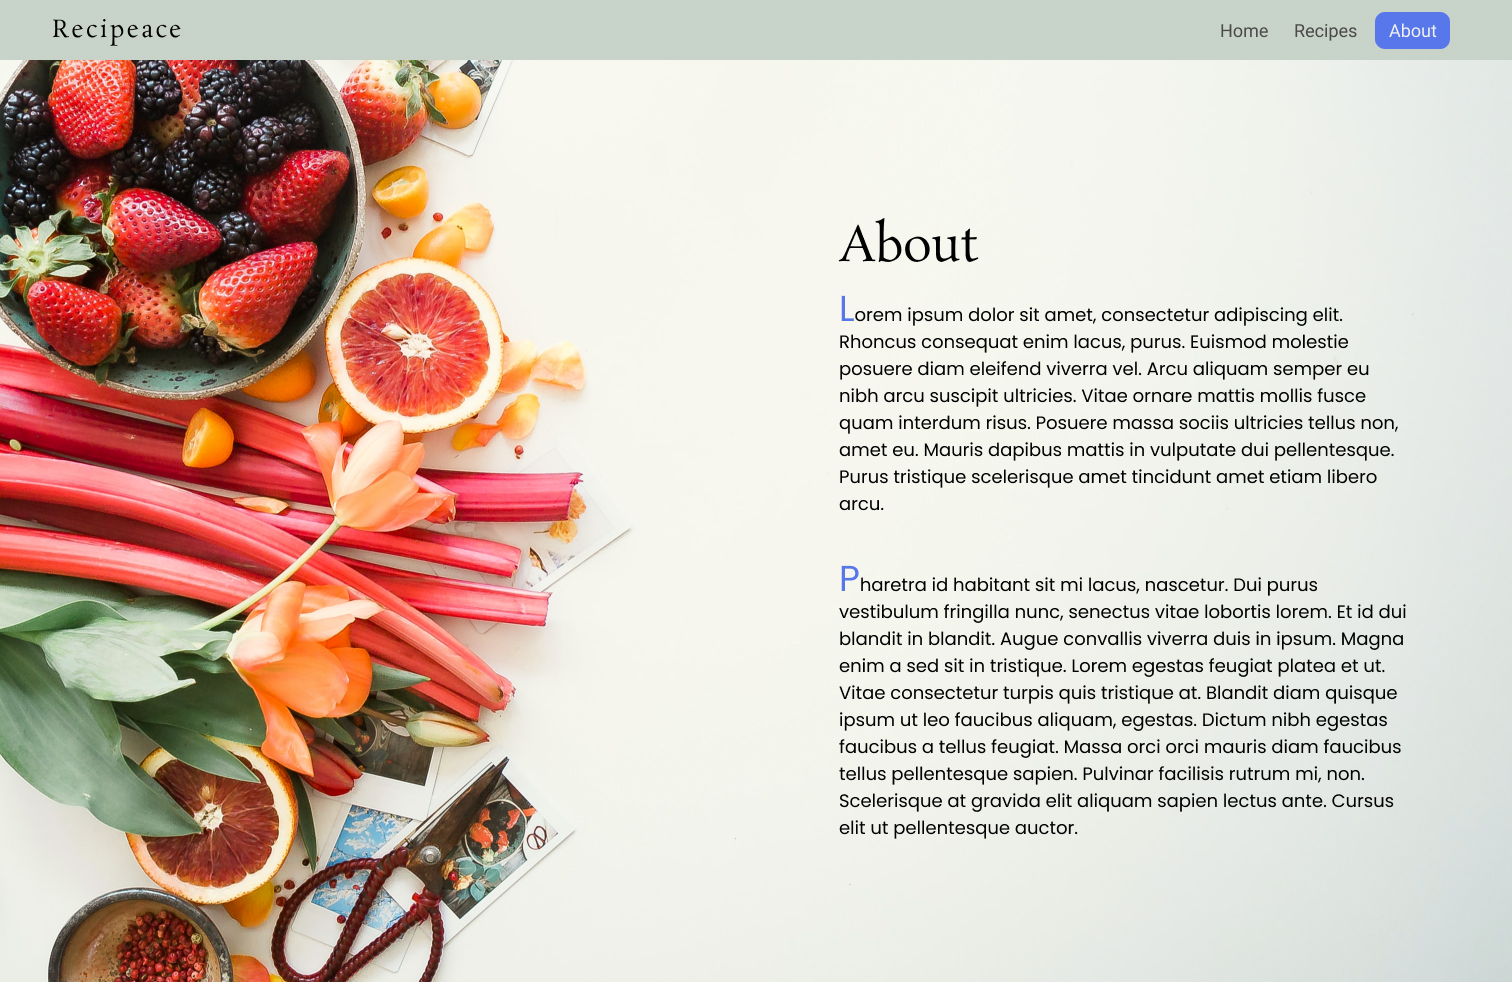 Recipeace
Home Recipes About
About
Lorem ipsum dolor sit amet, consectetur adipiscing elit.
Rhoncus consequat enim lacus, purus. Euismod molestie
posuere diam eleifend viverra vel. Arcu aliquam semper eu
nibh arcu suscipit ultricies. Vitae ornare mattis mollis fusce
quam interdum risus. Posuere massa sociis ultricies tellus non,
amet eu. Mauris dapibus mattis in vulputate dui pellentesque.
Purus tristique scelerisque amet tincidunt amet etiam libero
arcu.
Pharetra id habitant sit mi lacus, nascetur. Dui purus
vestibulum fringilla nunc, senectus vitae lobortis lorem. Et id dui
blandit in blandit. Augue convallis viverra duis in ipsum. Magna
enim a sed sit in tristique. Lorem egestas feugiat platea et ut.
Vitae consectetur turpis quis tristique at. Blandit diam quisque
ipsum ut leo faucibus aliquam, egestas. Dictum nibh egestas
faucibus a tellus feugiat. Massa orci orci mauris diam faucibus
tellus pellentesque sapien. Pulvinar facilisis rutrum mi, non.
Scelerisque at gravida elit aliquam sapien lectus ante. Cursus
elit ut pellentesque auctor.